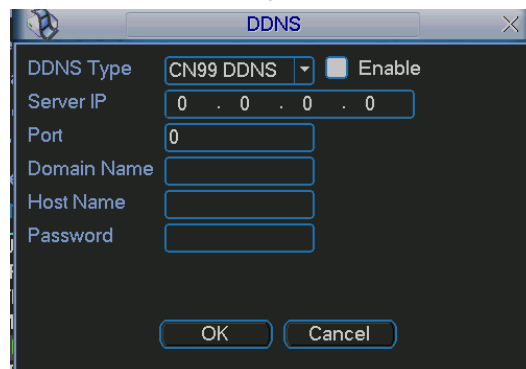 DDNS
DDNS Type CN99 DDNS Enable
Server IP 0 . 0 . 0 . 0
Port 0
Domain Name
Host Name
Password
OK Cancel